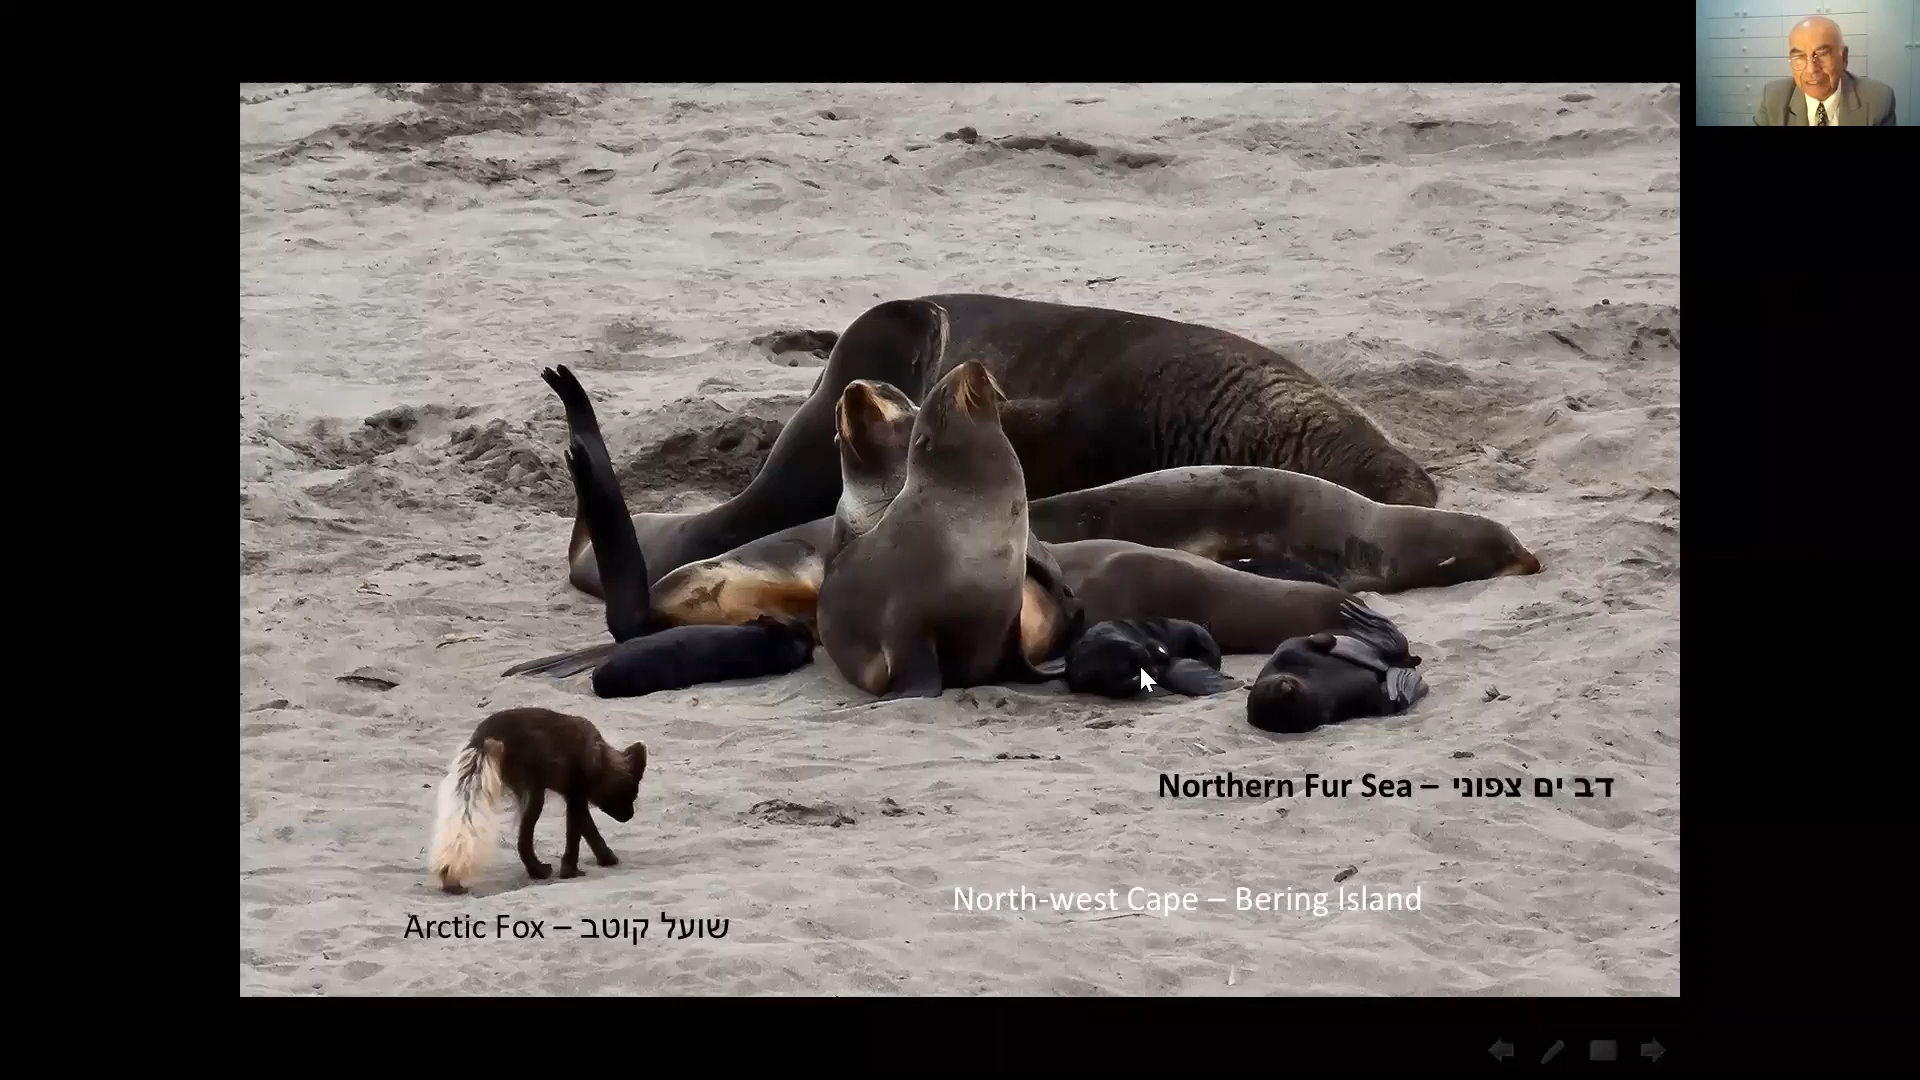 Northern Fur Sea – דב ים צפוני
North-west Cape – Bering Island
Arctic Fox – שועל קוטב